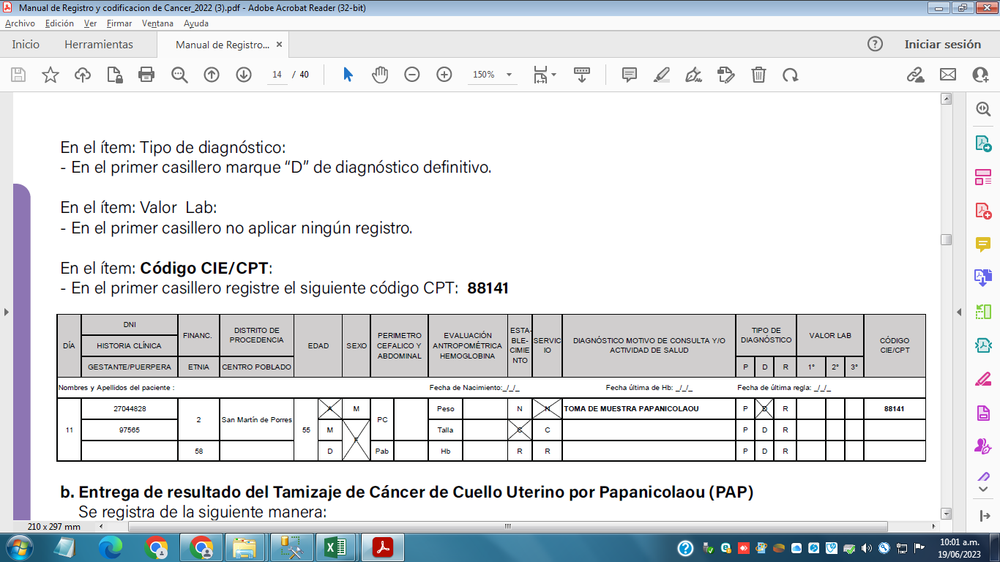 Manual de Registro y codificacion de Cancer_2022 (3).pdf - Adobe Acrobat Reader (32-bit)
Archivo Edición Ver Firmar Ventana Ayuda
Inicio Herramientas Manual de Registro... × ? Iniciar sesión
14 / 40 150%
En el ítem: Tipo de diagnóstico:
- En el primer casillero marque “D” de diagnóstico definitivo.
En el ítem: Valor  Lab:
- En el primer casillero no aplicar ningún registro.
En el ítem: Código CIE/CPT:
- En el primer casillero registre el siguiente código CPT:  88141
DÍA
DNI
HISTORIA CLÍNICA
GESTANTE/PUERPERA
FINANC.
ETNIA
DISTRITO DE
PROCEDENCIA
CENTRO POBLADO
EDAD
SEXO
PERIMETRO
CEFALICO Y
ABDOMINAL
EVALUACIÓN
ANTROPOMÉTRICA
HEMOGLOBINA
ESTA-
BLE-
CIMIE
NTO
SERVIC
IO
DIAGNÓSTICO MOTIVO DE CONSULTA Y/O
ACTIVIDAD DE SALUD
TIPO DE
DIAGNÓSTICO
P D R
VALOR LAB
1° 2° 3°
CÓDIGO
CIE/CPT
Nombres y Apellidos del paciente : Fecha de Nacimiento:_/_/_ Fecha última de Hb: _/_/_ Fecha de última regla: _/_/_
11
27044828
97565
2
58
San Martín de Porres
55
A M Peso N N TOMA DE MUESTRA PAPANICOLAOU P D R 88141
PC
M F Talla C C P D R
D Pab Hb R R P D R
b. Entrega de resultado del Tamizaje de Cáncer de Cuello Uterino por Papanicolaou (PAP)
Se registra de la siguiente manera:
210 x 297 mm
10:01 a.m.
19/06/2023